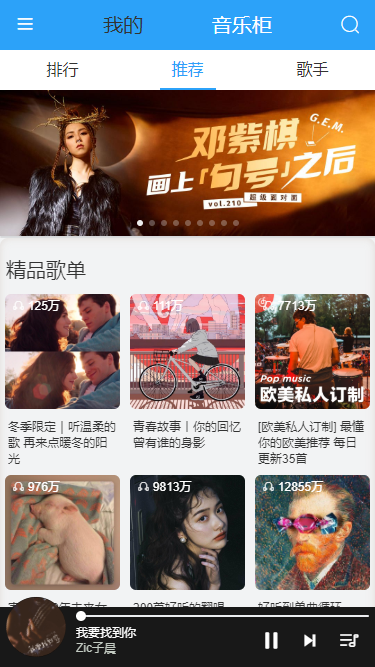 我的
音乐柜
排行
推荐
歌手
邓紫棋
G.E.M.
画上「句号」之后
vol.210
超级面对面
精品歌单
125万
111万
7713万
Pop music
欧美私人订制
冬季限定｜听温柔的
歌 再来点暖冬的阳
光
青春故事丨你的回忆
曾有谁的身影
[欧美私人订制] 最懂
你的欧美推荐 每日
更新35首
976万
9813万
12855万
我要找到你
Zic子晨